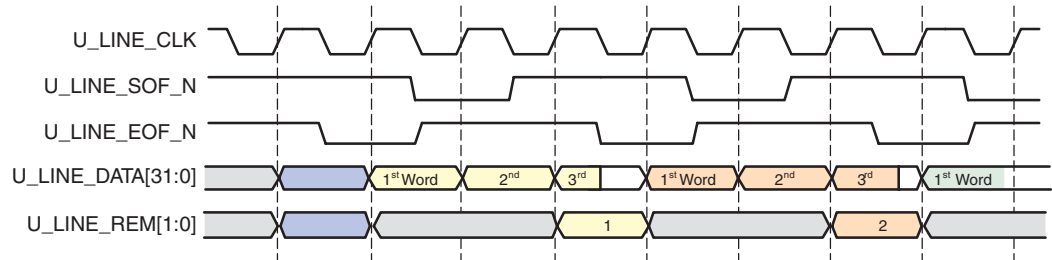 U_LINE_CLK
U_LINE_SOF_N
U_LINE_EOF_N
U_LINE_DATA[31:0] 1st Word 2nd 3rd 1st Word 2nd 3rd 1st Word
U_LINE_REM[1:0] 1 2